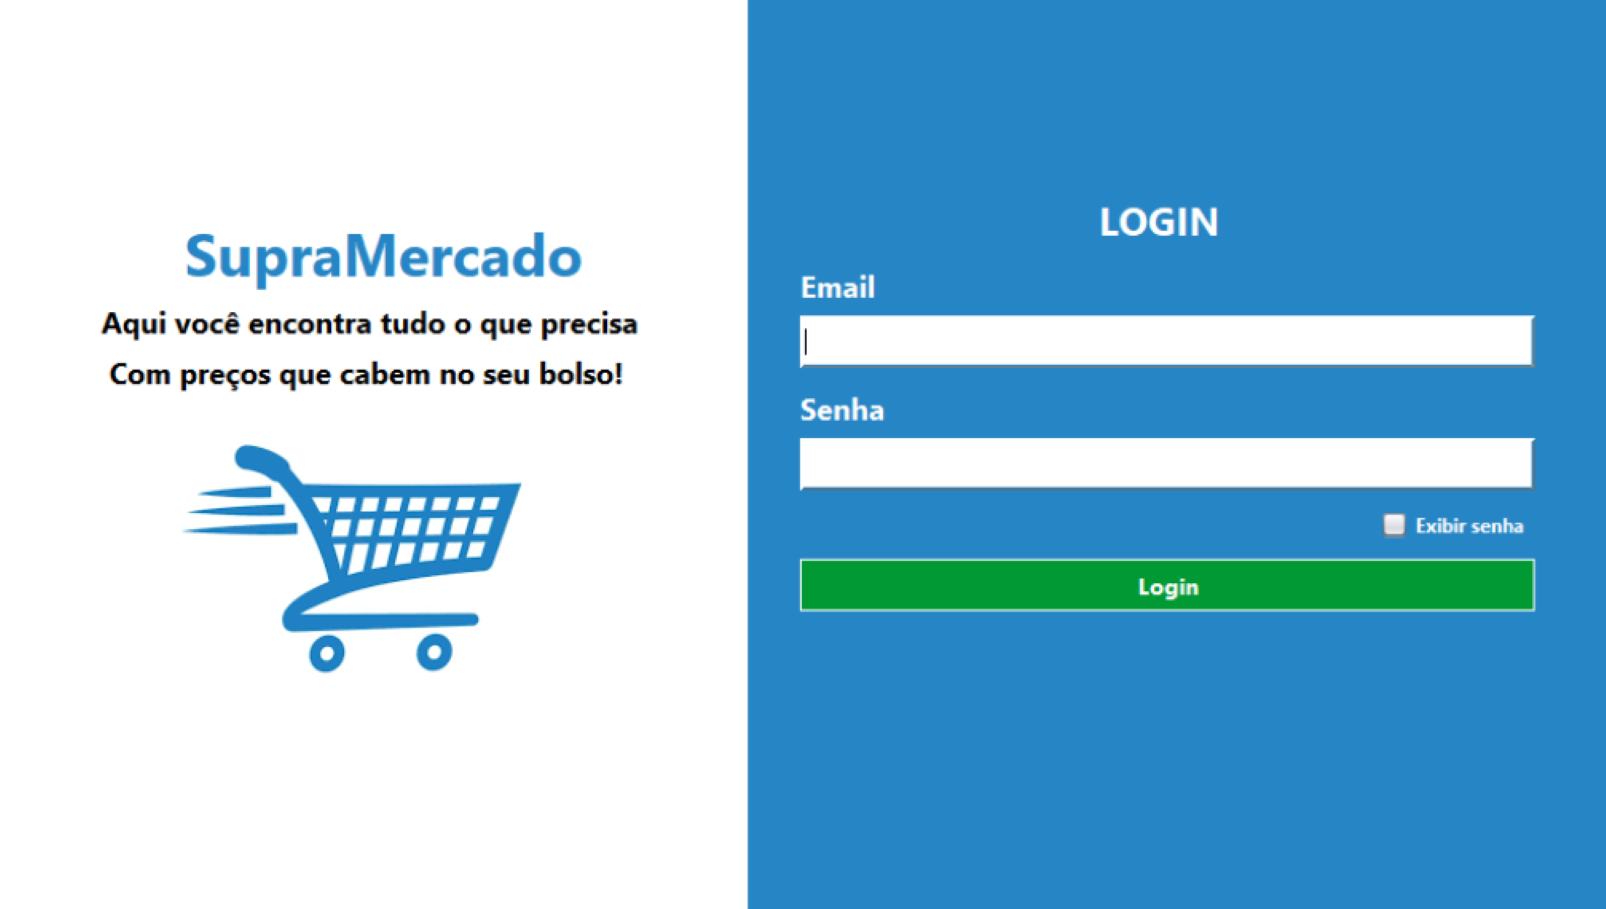 SupraMercado
Aqui você encontra tudo o que precisa
Com preços que cabem no seu bolso!
LOGIN
Email
Senha
Exibir senha
Login